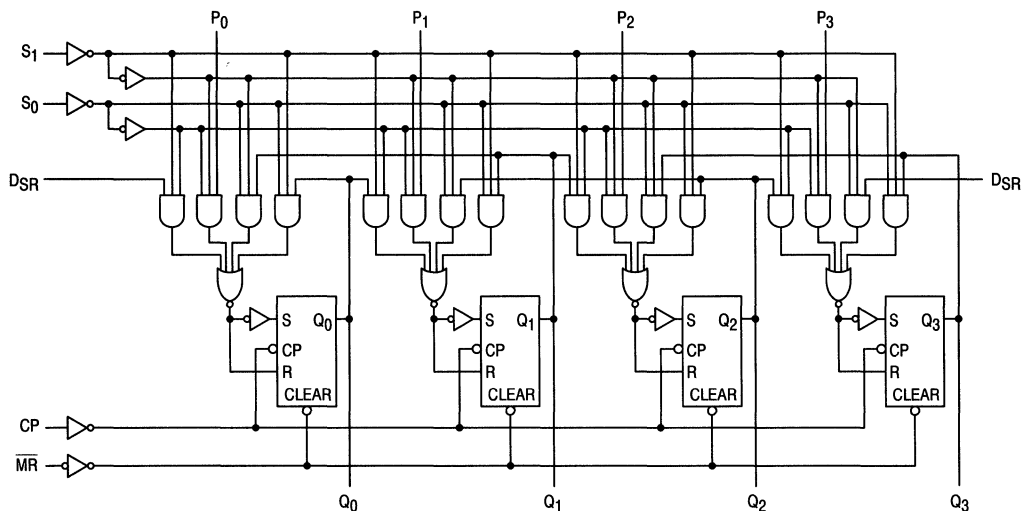 P0 P1 P2 P3
S1
S0
DSR DSR
S Q0 S Q1 S Q2 S Q3
CP CP CP CP
R R R R
CLEAR CLEAR CLEAR CLEAR
CP
MR
Q0 Q1 Q2 Q3